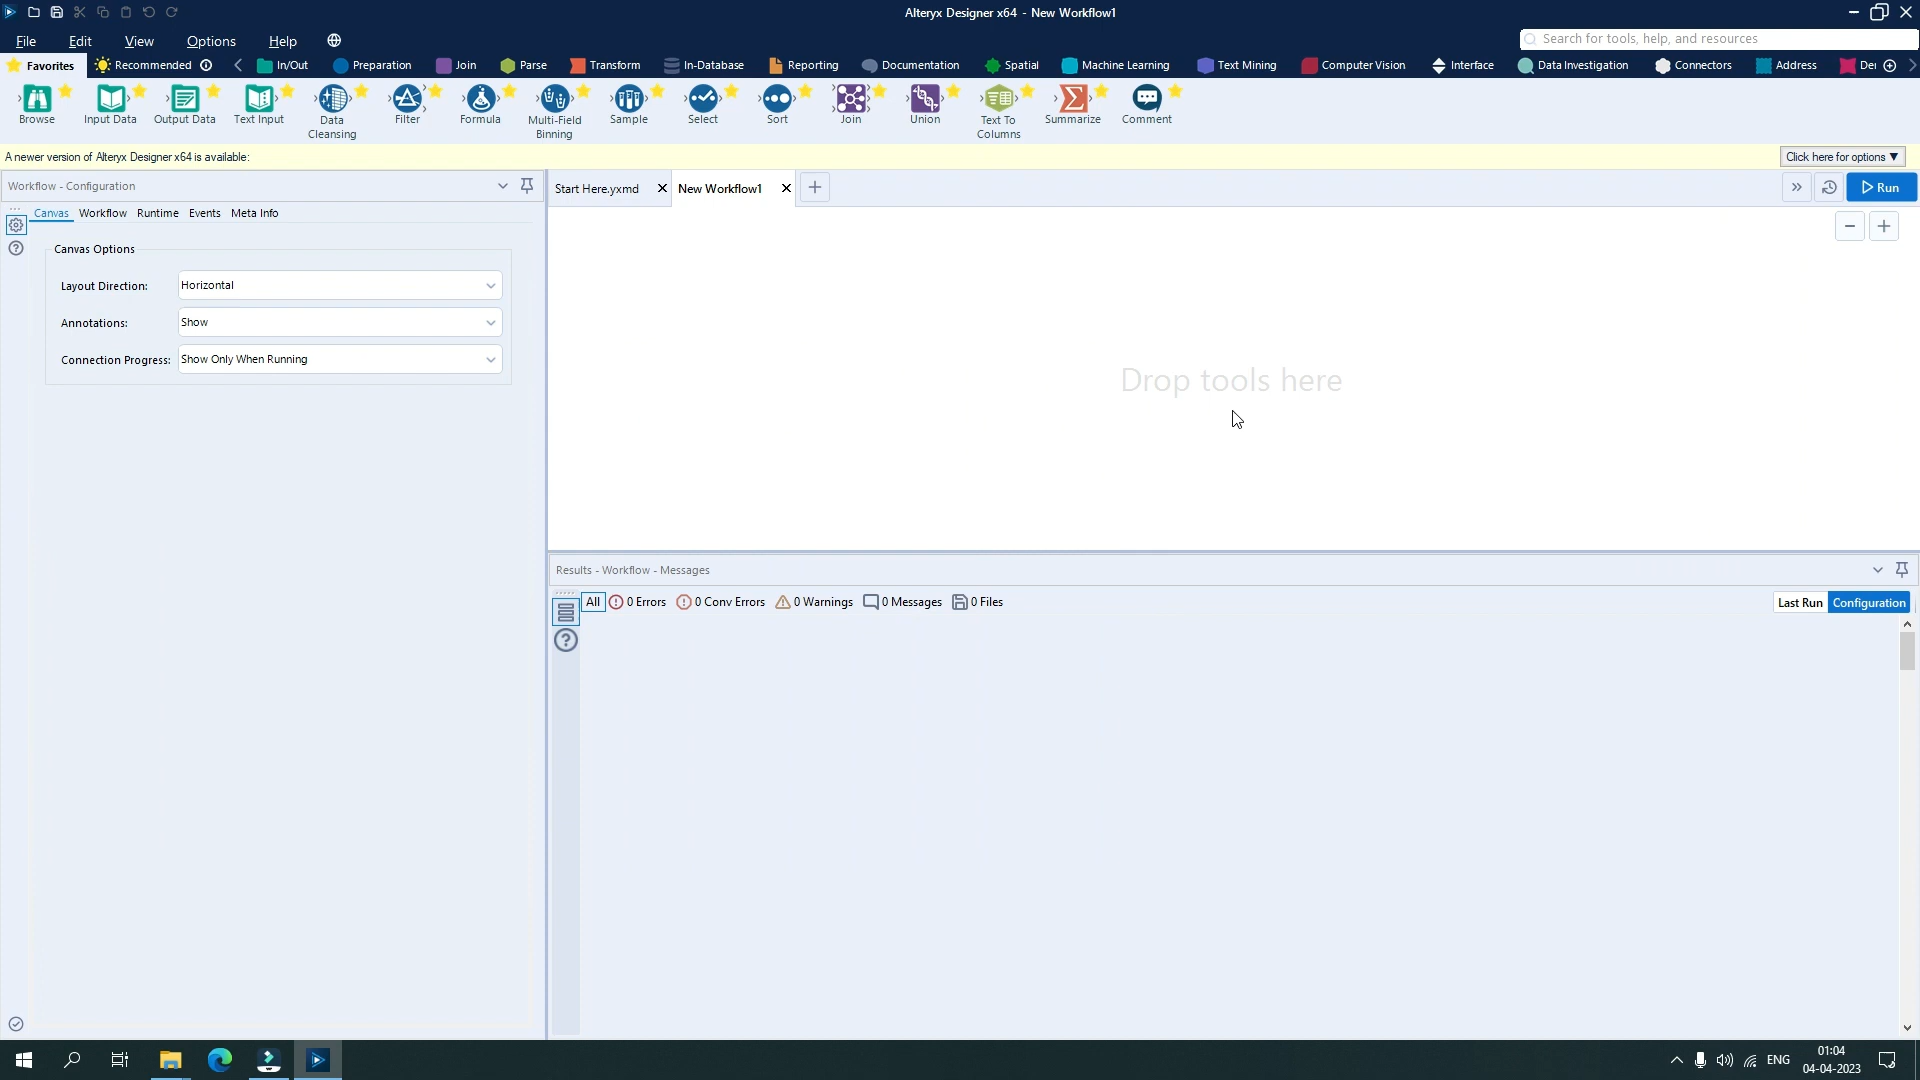 Alteryx Designer x64 - New Workflow1
File Edit View Options Help
Search for tools, help, and resources
Favorites Recommended In/Out Preparation Join Parse Transform In-Database Reporting Documentation Spatial Machine Learning Text Mining Computer Vision Interface Data Investigation Connectors Address
Browse Input Data Output Data Text Input Data Cleansing Filter Formula Multi-Field Binning Sample Select Sort Join Union Text To Columns Summarize Comment
A newer version of Alteryx Designer x64 is available:
Click here for options ▼
Workflow - Configuration
Start Here.yxmd
New Workflow1
Run
Canvas Workflow Runtime Events Meta Info
Canvas Options
Layout Direction: Horizontal
Annotations: Show
Connection Progress: Show Only When Running
Drop tools here
Results - Workflow - Messages
All 0 Errors 0 Conv Errors 0 Warnings 0 Messages 0 Files
Last Run Configuration
ENG
01:04
04-04-2023